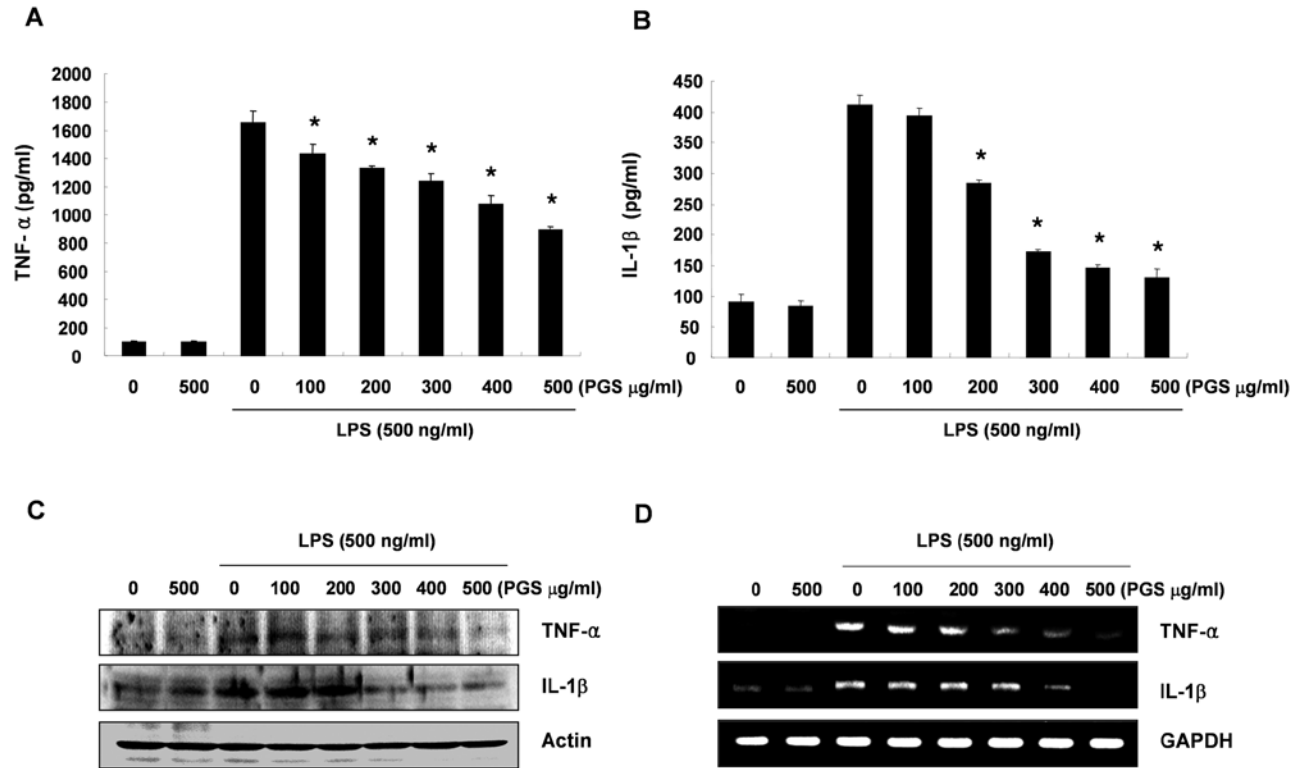 A
TNF- α (pg/ml)
2000
1800
1600
1400
1200
1000
800
600
400
200
0
* * * * *
0 500 0 100 200 300 400 500 (PGS μg/ml)
LPS (500 ng/ml)
B
IL-1β (pg/ml)
450
400
350
300
250
200
150
100
50
0
* * * *
0 500 0 100 200 300 400 500 (PGS μg/ml)
LPS (500 ng/ml)
C
LPS (500 ng/ml)
0 500 0 100 200 300 400 500 (PGS μg/ml)
TNF-α
IL-1β
Actin
D
LPS (500 ng/ml)
0 500 0 100 200 300 400 500 (PGS μg/ml)
TNF-α
IL-1β
GAPDH